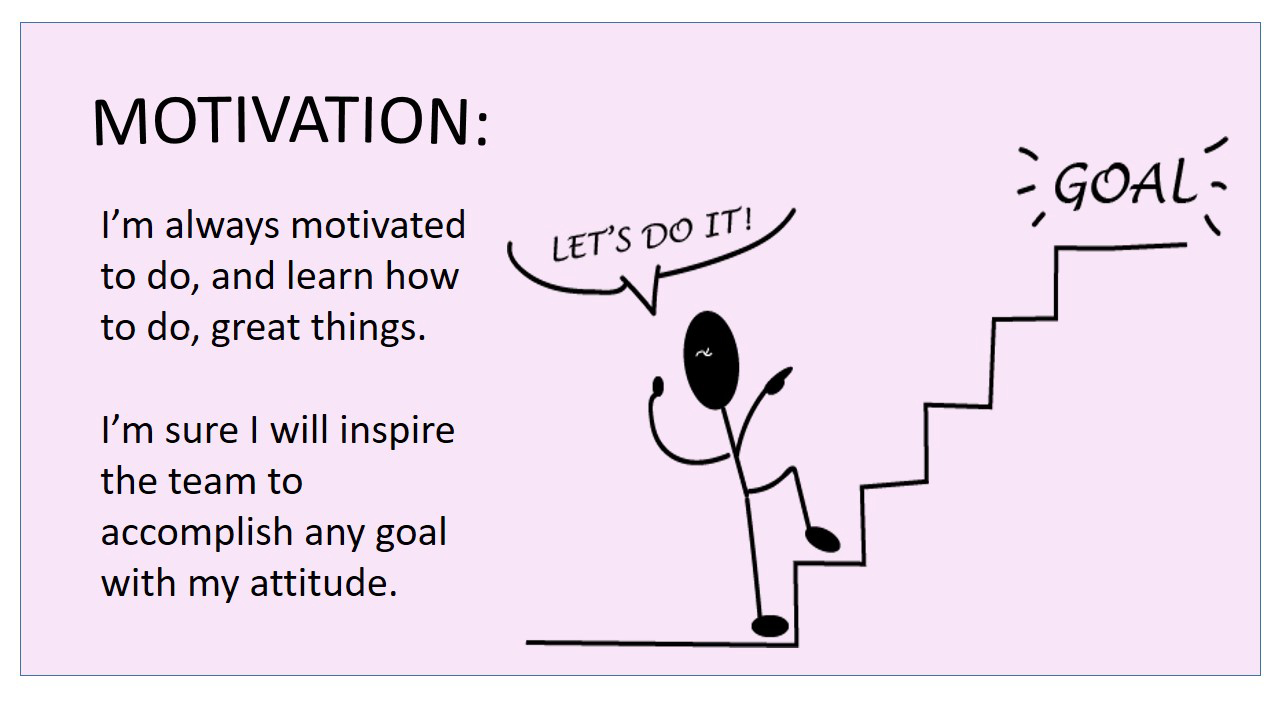 MOTIVATION:
I’m always motivated
to do, and learn how
to do, great things.
I’m sure I will inspire
the team to
accomplish any goal
with my attitude.
LET’S DO IT!
GOAL